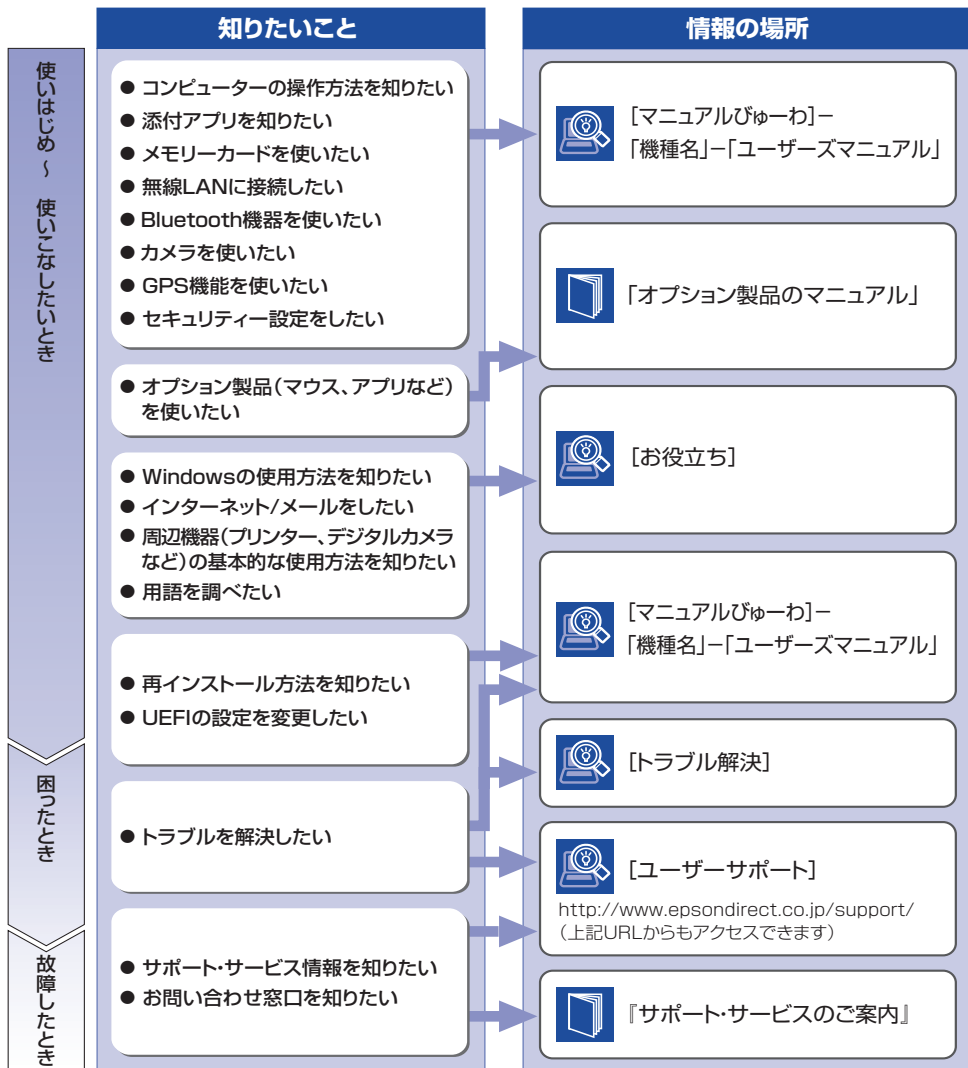 知りたいこと
情報の場所
使いはじめ ～ 使いこなしたいとき
困ったとき
故障したとき
● コンピューターの操作方法を知りたい
● 添付アプリを知りたい
● メモリーカードを使いたい
● 無線LANに接続したい
● Bluetooth機器を使いたい
● カメラを使いたい
● GPS機能を使いたい
● セキュリティー設定をしたい
● オプション製品（マウス、アプリなど）
を使いたい
● Windowsの使用方法を知りたい
● インターネット/メールをしたい
● 周辺機器（プリンター、デジタルカメラ
など）の基本的な使用方法を知りたい
● 用語を調べたい
● 再インストール方法を知りたい
● UEFIの設定を変更したい
● トラブルを解決したい
● サポート・サービス情報を知りたい
● お問い合わせ窓口を知りたい
［マニュアルびゅーわ］－
「機種名」－「ユーザーズマニュアル」
「オプション製品のマニュアル」
［お役立ち］
［マニュアルびゅーわ］－
「機種名」－「ユーザーズマニュアル」
［トラブル解決］
［ユーザーサポート］
http://www.epsondirect.co.jp/support/
（上記URLからもアクセスできます）
『サポート・サービスのご案内』